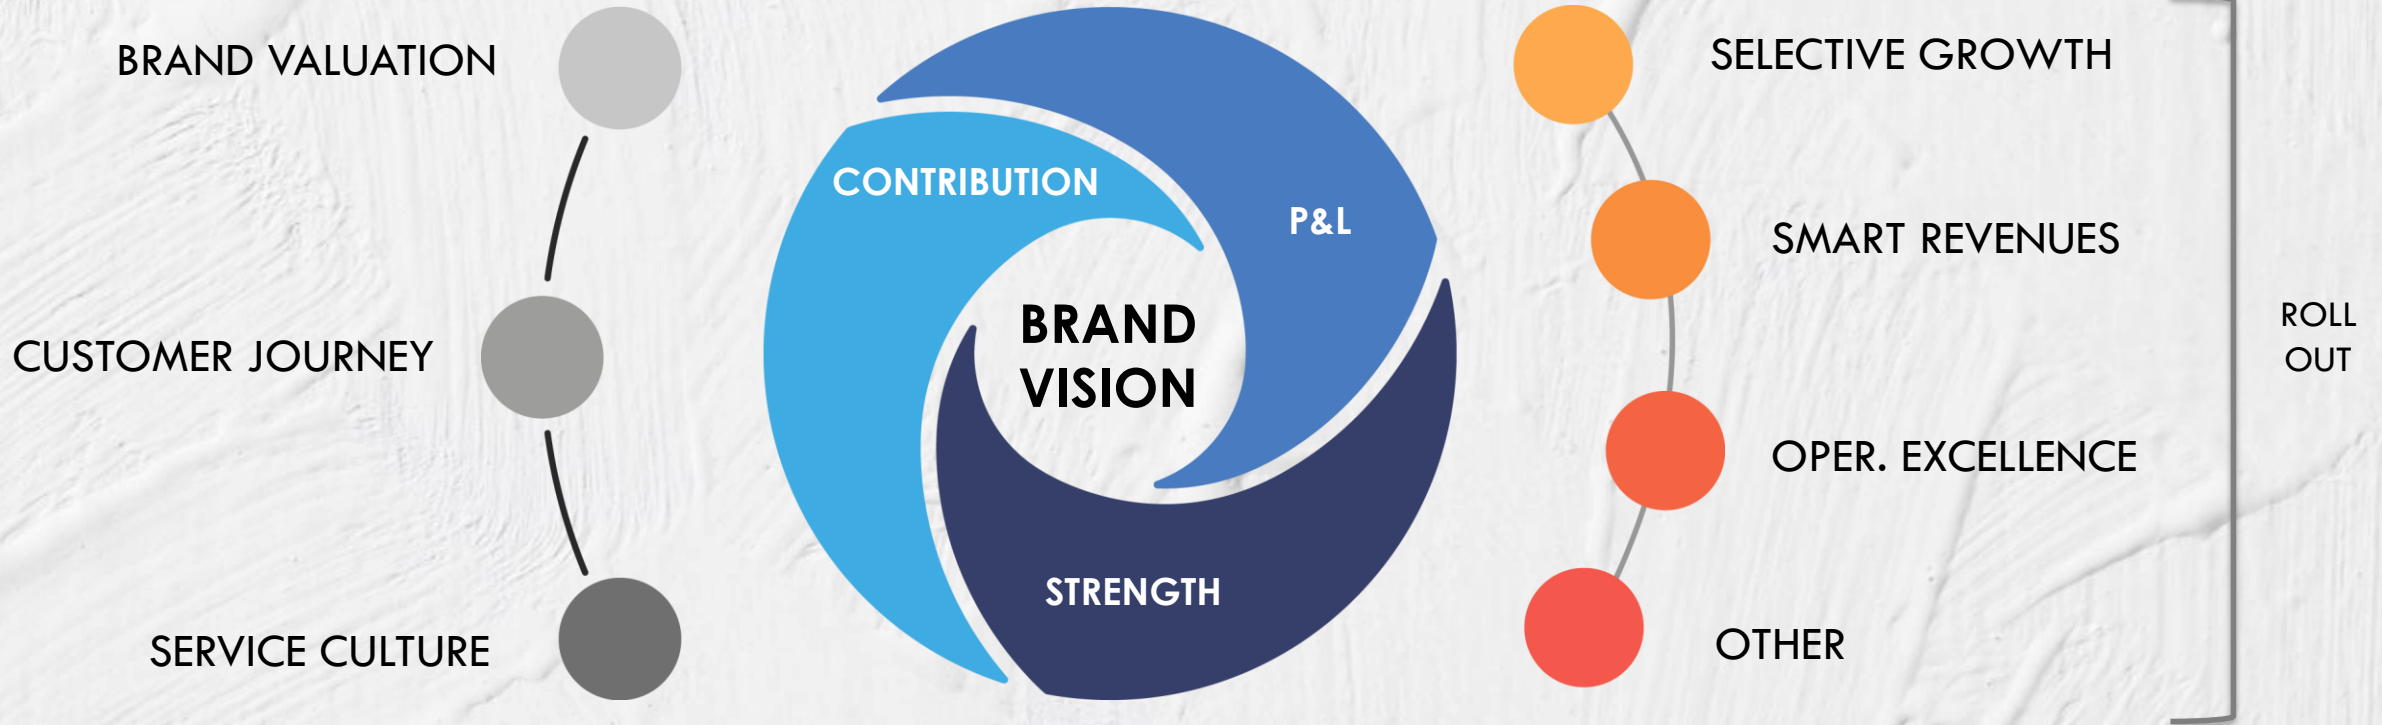 BRAND VALUATION
CUSTOMER JOURNEY
SERVICE CULTURE
CONTRIBUTION
P&L
BRAND
VISION
STRENGTH
SELECTIVE GROWTH
SMART REVENUES
OPER. EXCELLENCE
OTHER
ROLL
OUT